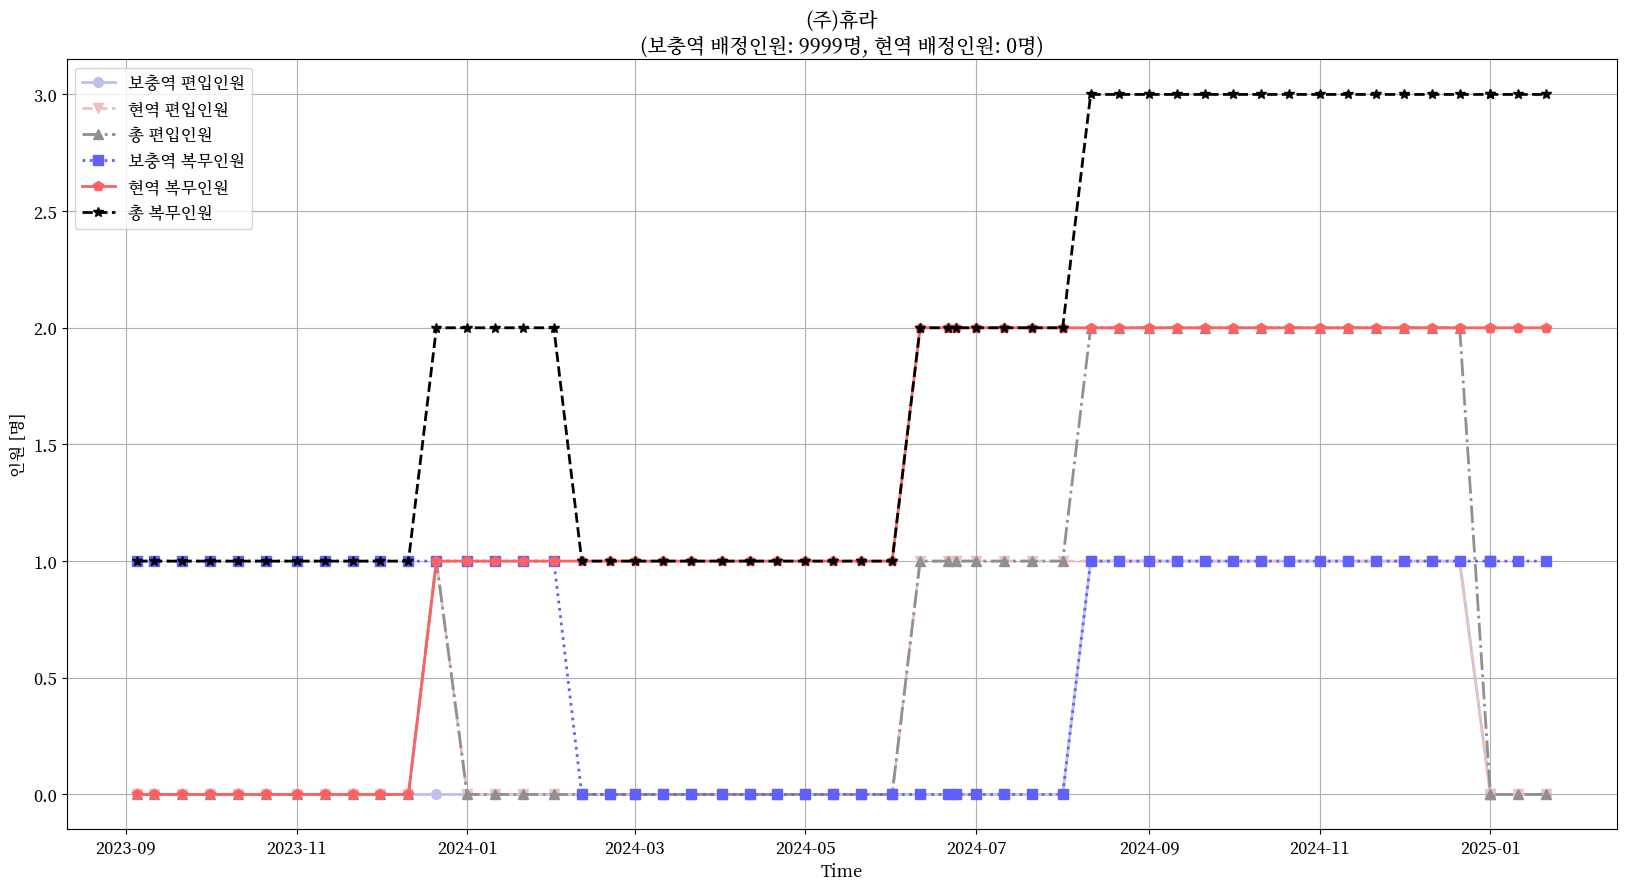 (주)휴라
(보충역 배정인원: 9999명, 현역 배정인원: 0명)
보충역 편입인원
현역 편입인원
총 편입인원
보충역 복무인원
현역 복무인원
총 복무인원
3.0
2.5
2.0
1.5
1.0
0.5
0.0
인원 [명]
2023-09
2023-11
2024-01
2024-03
2024-05
2024-07
2024-09
2024-11
2025-01
Time